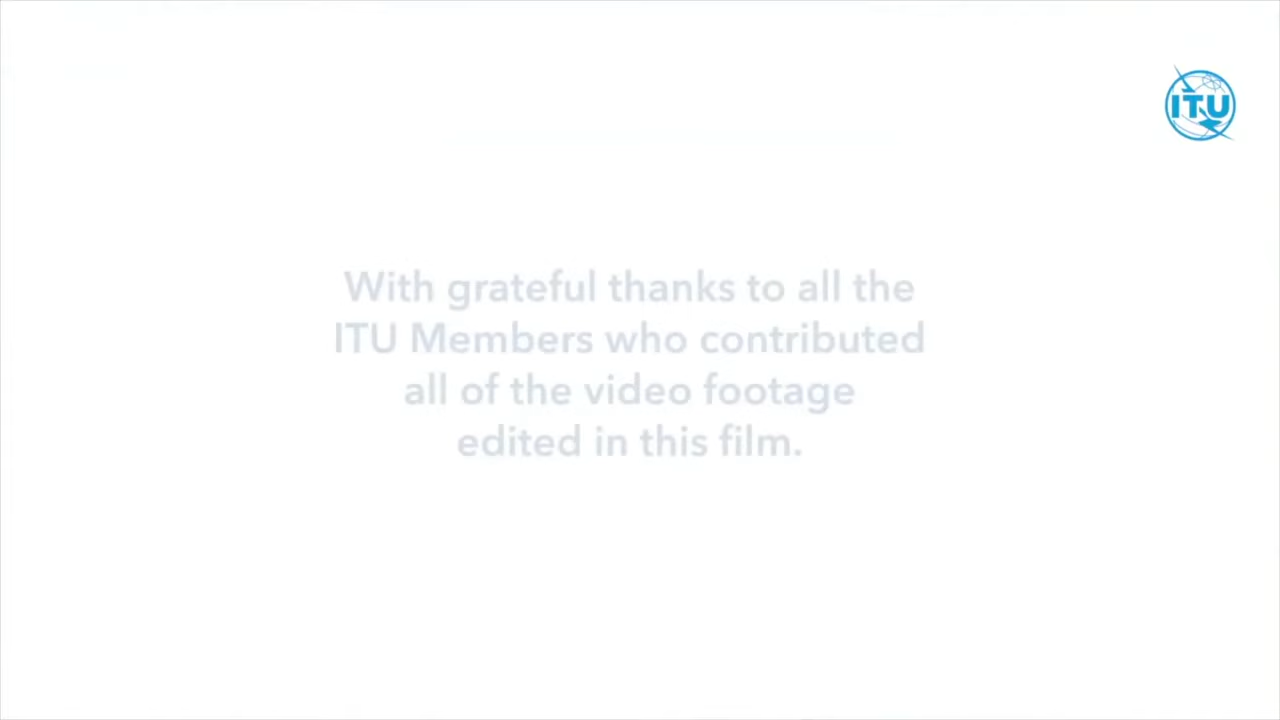 ITU
With grateful thanks to all the
ITU Members who contributed
all of the video footage
edited in this film.